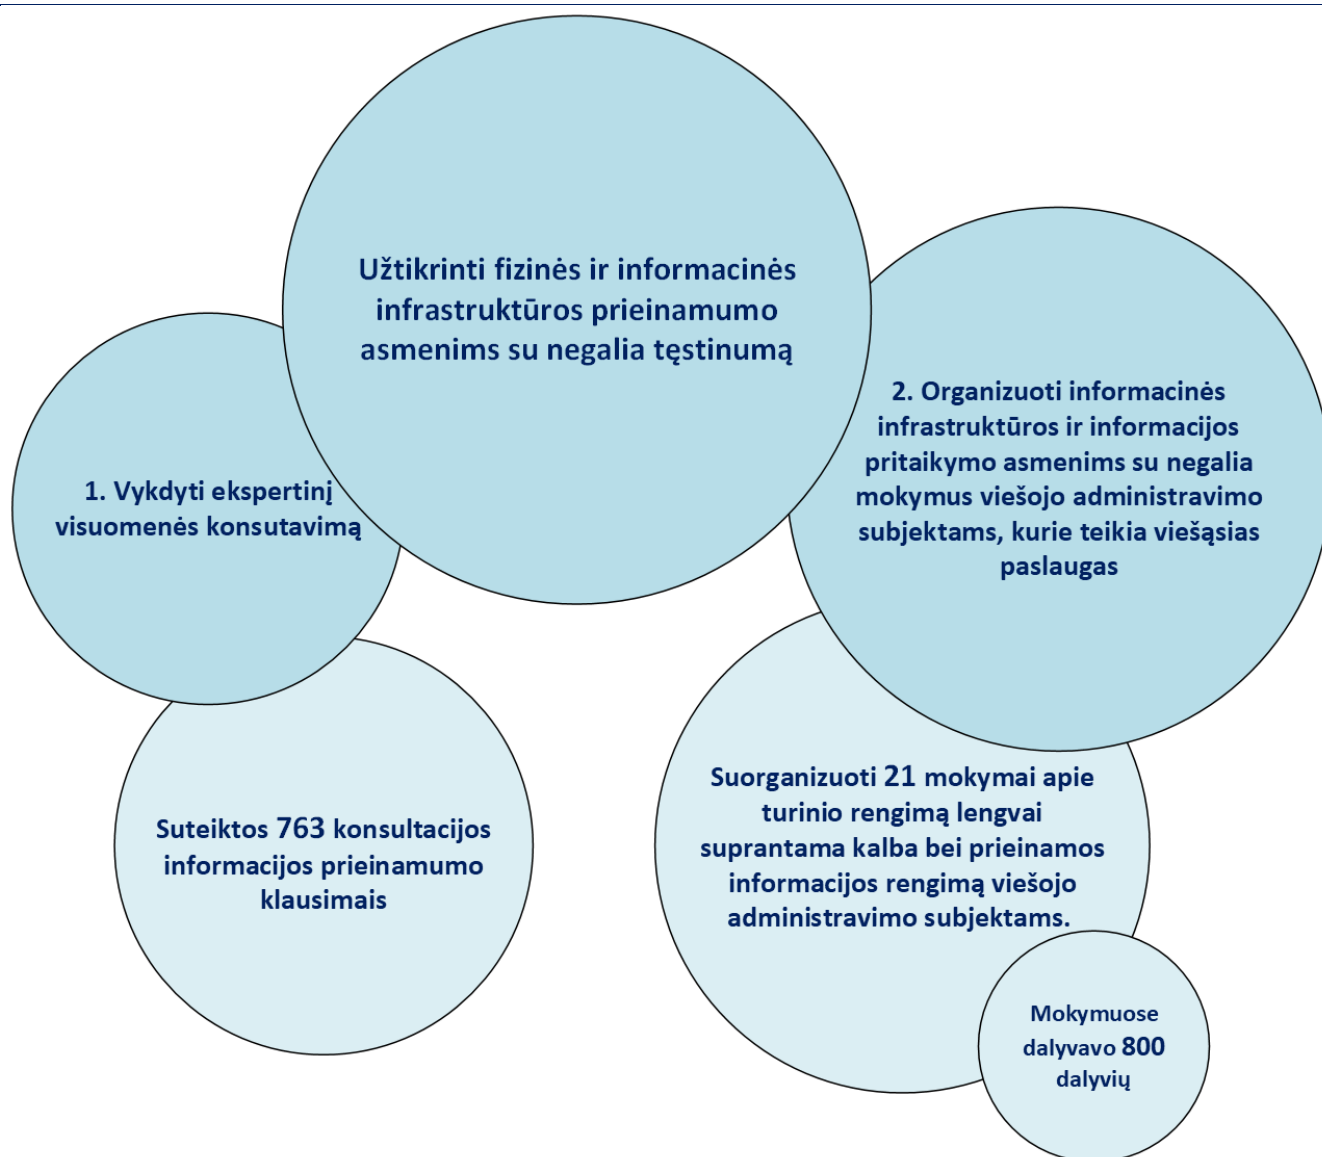 Užtikrinti fizinės ir informacinės
infrastruktūros prieinamumo
asmenims su negalia tęstinumą
1. Vykdyti ekspertinį
visuomenės konsutavimą
2. Organizuoti informacinės
infrastruktūros ir informacijos
pritaikymo asmenims su negalia
mokymus viešojo administravimo
subjektams, kurie teikia viešąsias
paslaugas
Suteiktos 763 konsultacijos
informacijos prieinamumo
klausimais
Suorganizuoti 21 mokymai apie
turinio rengimą lengvai
suprantama kalba bei prieinamos
informacijos rengimą viešojo
administravimo subjektams.
Mokymuose
dalyvavo 800
dalyvių